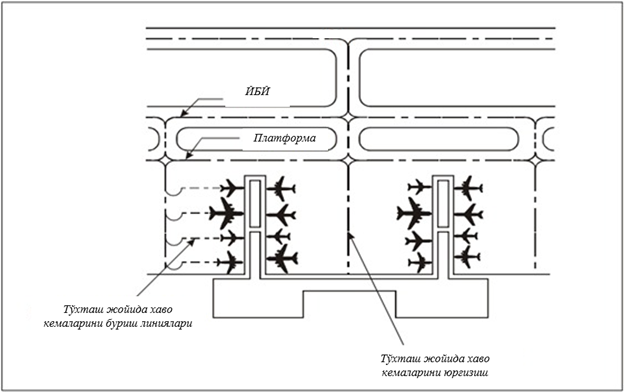 ЙБЙ
Платформа
Тўхташ жойида хаво
кемаларини буриш линиялари
Тўхташ жойида хаво
кемаларини юргизиш